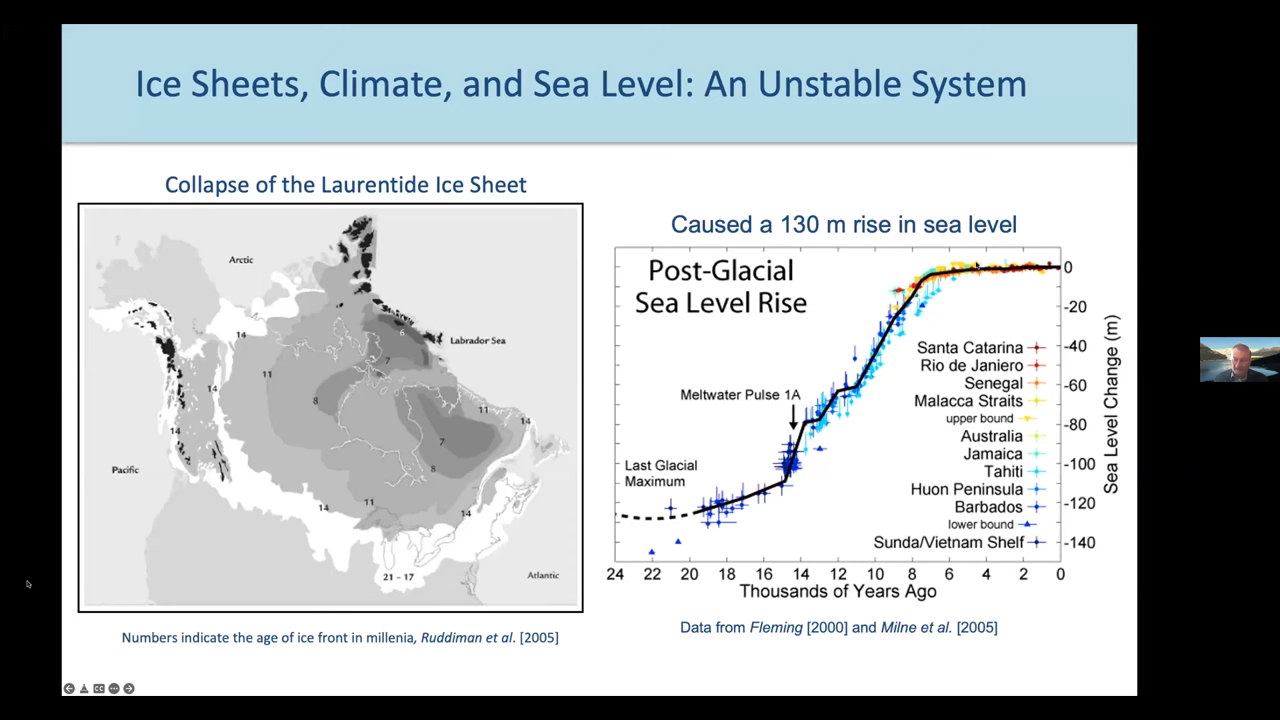 Ice Sheets, Climate, and Sea Level: An Unstable System
Collapse of the Laurentide Ice Sheet
Arctic
Labrador Sea
Pacific
Atlantic
14
11
14
14
8
6
7
11
14
7
8
11
14
14
21 – 17
Numbers indicate the age of ice front in millenia, Ruddiman et al. [2005]
Caused a 130 m rise in sea level
Post-Glacial
Sea Level Rise
Meltwater Pulse 1A
Last Glacial
Maximum
Santa Catarina
Rio de Janiero
Senegal
Malacca Straits
upper bound
Australia
Jamaica
Tahiti
Huon Peninsula
Barbados
lower bound
Sunda/Vietnam Shelf
0
-20
-40
-60
-80
-100
-120
-140
Sea Level Change (m)
24 22 20 18 16 14 12 10 8 6 4 2 0
Thousands of Years Ago
Data from Fleming [2000] and Milne et al. [2005]